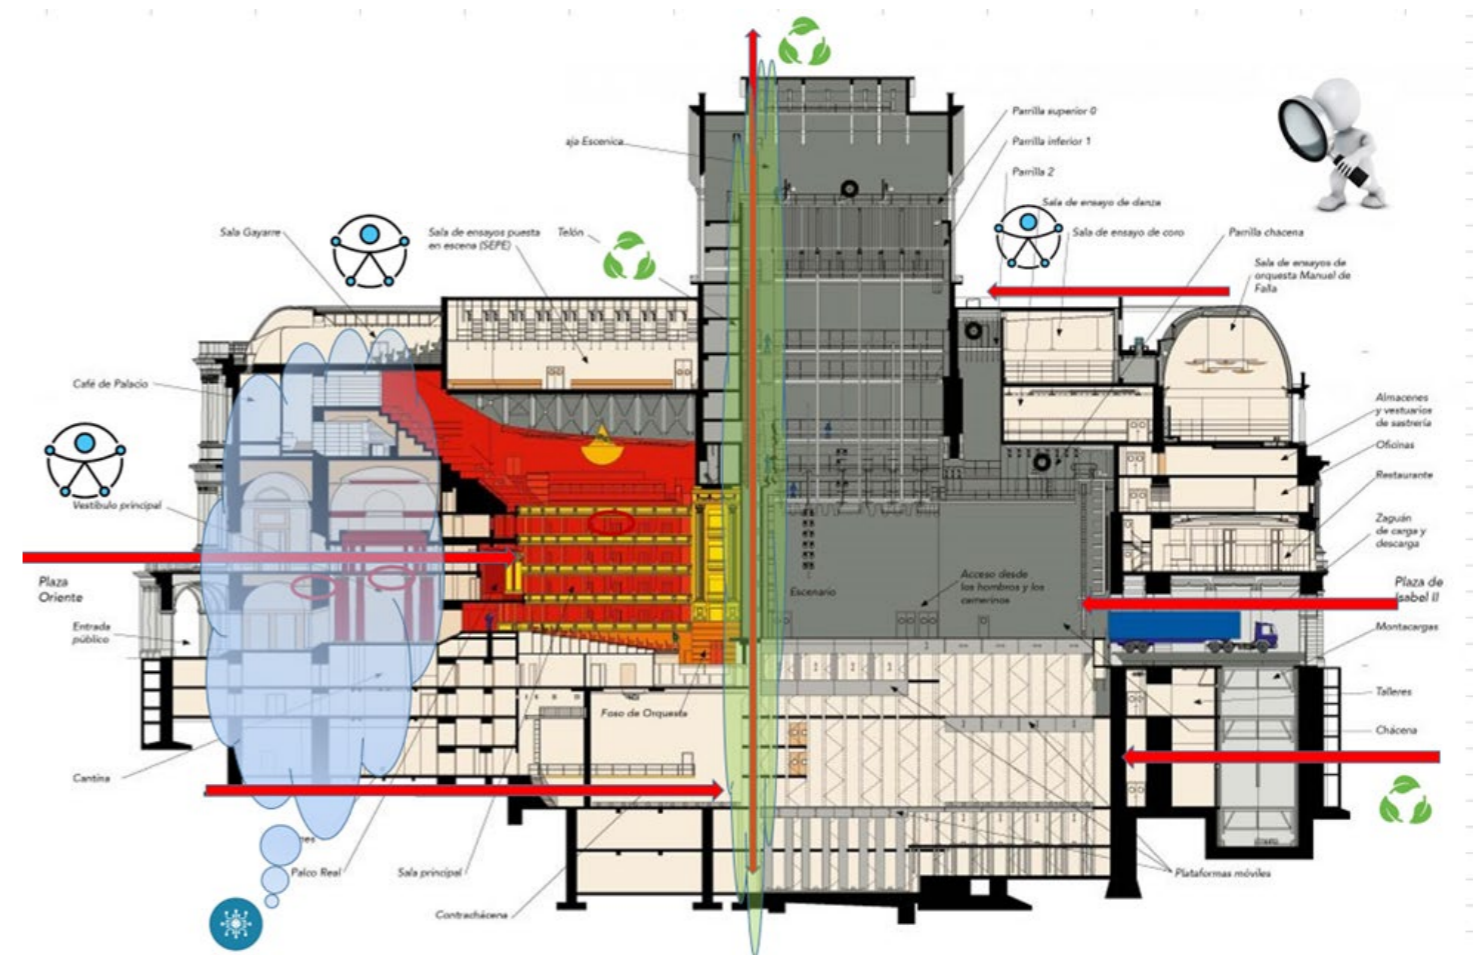 Parrilla superior 0
aja Escenica
Parrilla inferior 1
Parrilla 2
Sala de ensayo de danza
Sala Gayarre
Sala de ensayos puesta
en escena (SEPE)
Telón
Sala de ensayo de coro
Parrilla chacena
Sala de ensayos de
orquesta Manuel de
Falla
Café de Palacio
Almacenes
y vestuarios
de sastrería
Oficinas
Restaurante
Vestíbulo principal
Zaguán
de carga y
descarga
Plaza
Oriente
Acceso desde
los hombros y los
camerinos
Escenario
Plaza de
Isabel II
Entrada
público
Montacargas
Talleres
Foso de Orquesta
Chácena
Cantina
nes
Palco Real
Sala principal
Plataformas móviles
Contrachácena